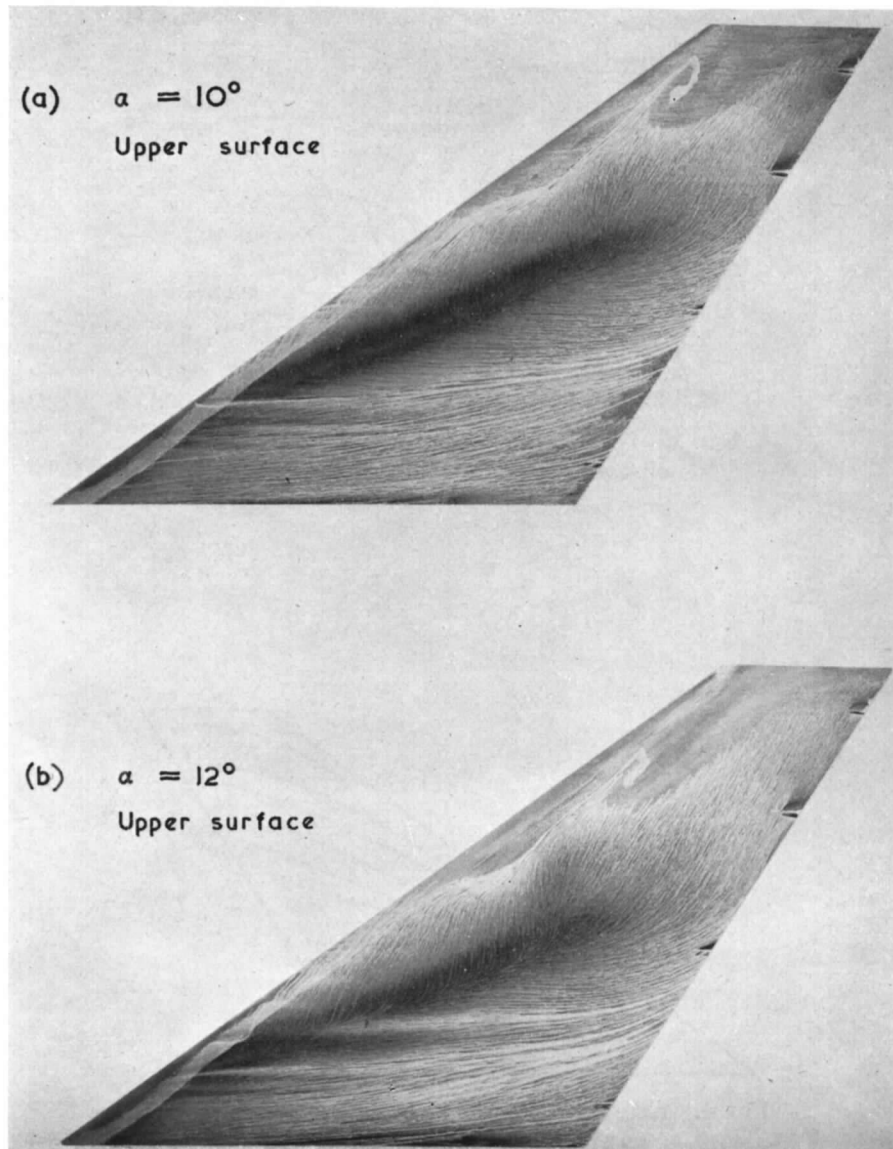 (a) α = 10°
Upper surface
(b) α = 12°
Upper surface